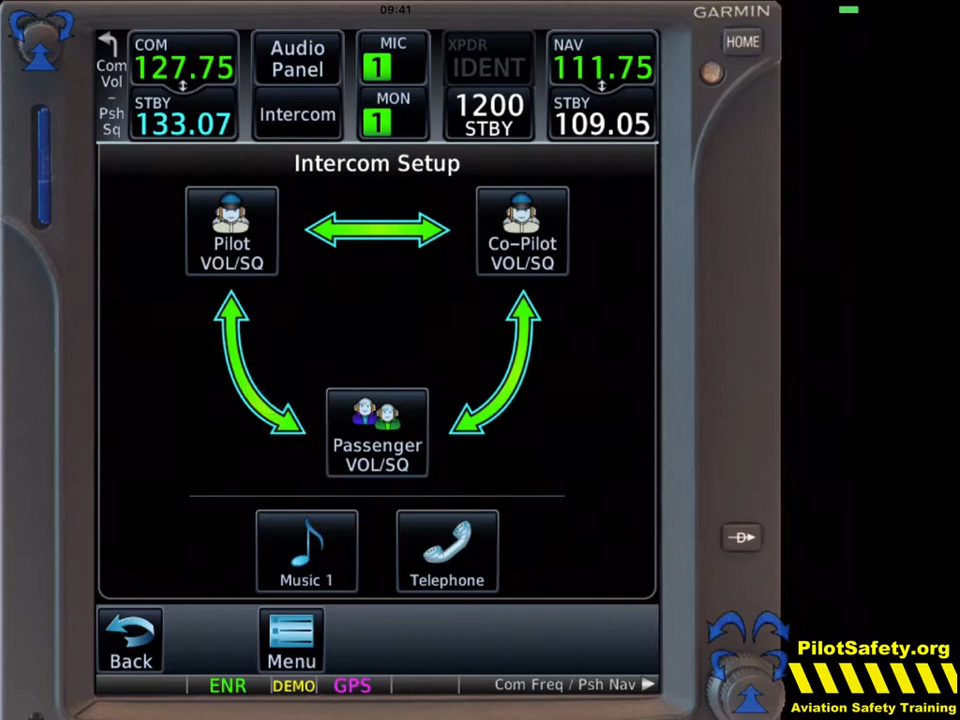 09:41
GARMIN
HOME
Com
Vol
-
Psh
Sq
COM
127.75
STBY
133.07
Audio
Panel
Intercom
MIC
1
MON
1
XPDR
IDENT
1200
STBY
NAV
111.75
STBY
109.05
Intercom Setup
Pilot
VOL/SQ
Co-Pilot
VOL/SQ
Passenger
VOL/SQ
Music 1
Telephone
Back
Menu
ENR
DEMO
GPS
Com Freq / Psh Nav
D
PilotSafety.org
Aviation Safety Training